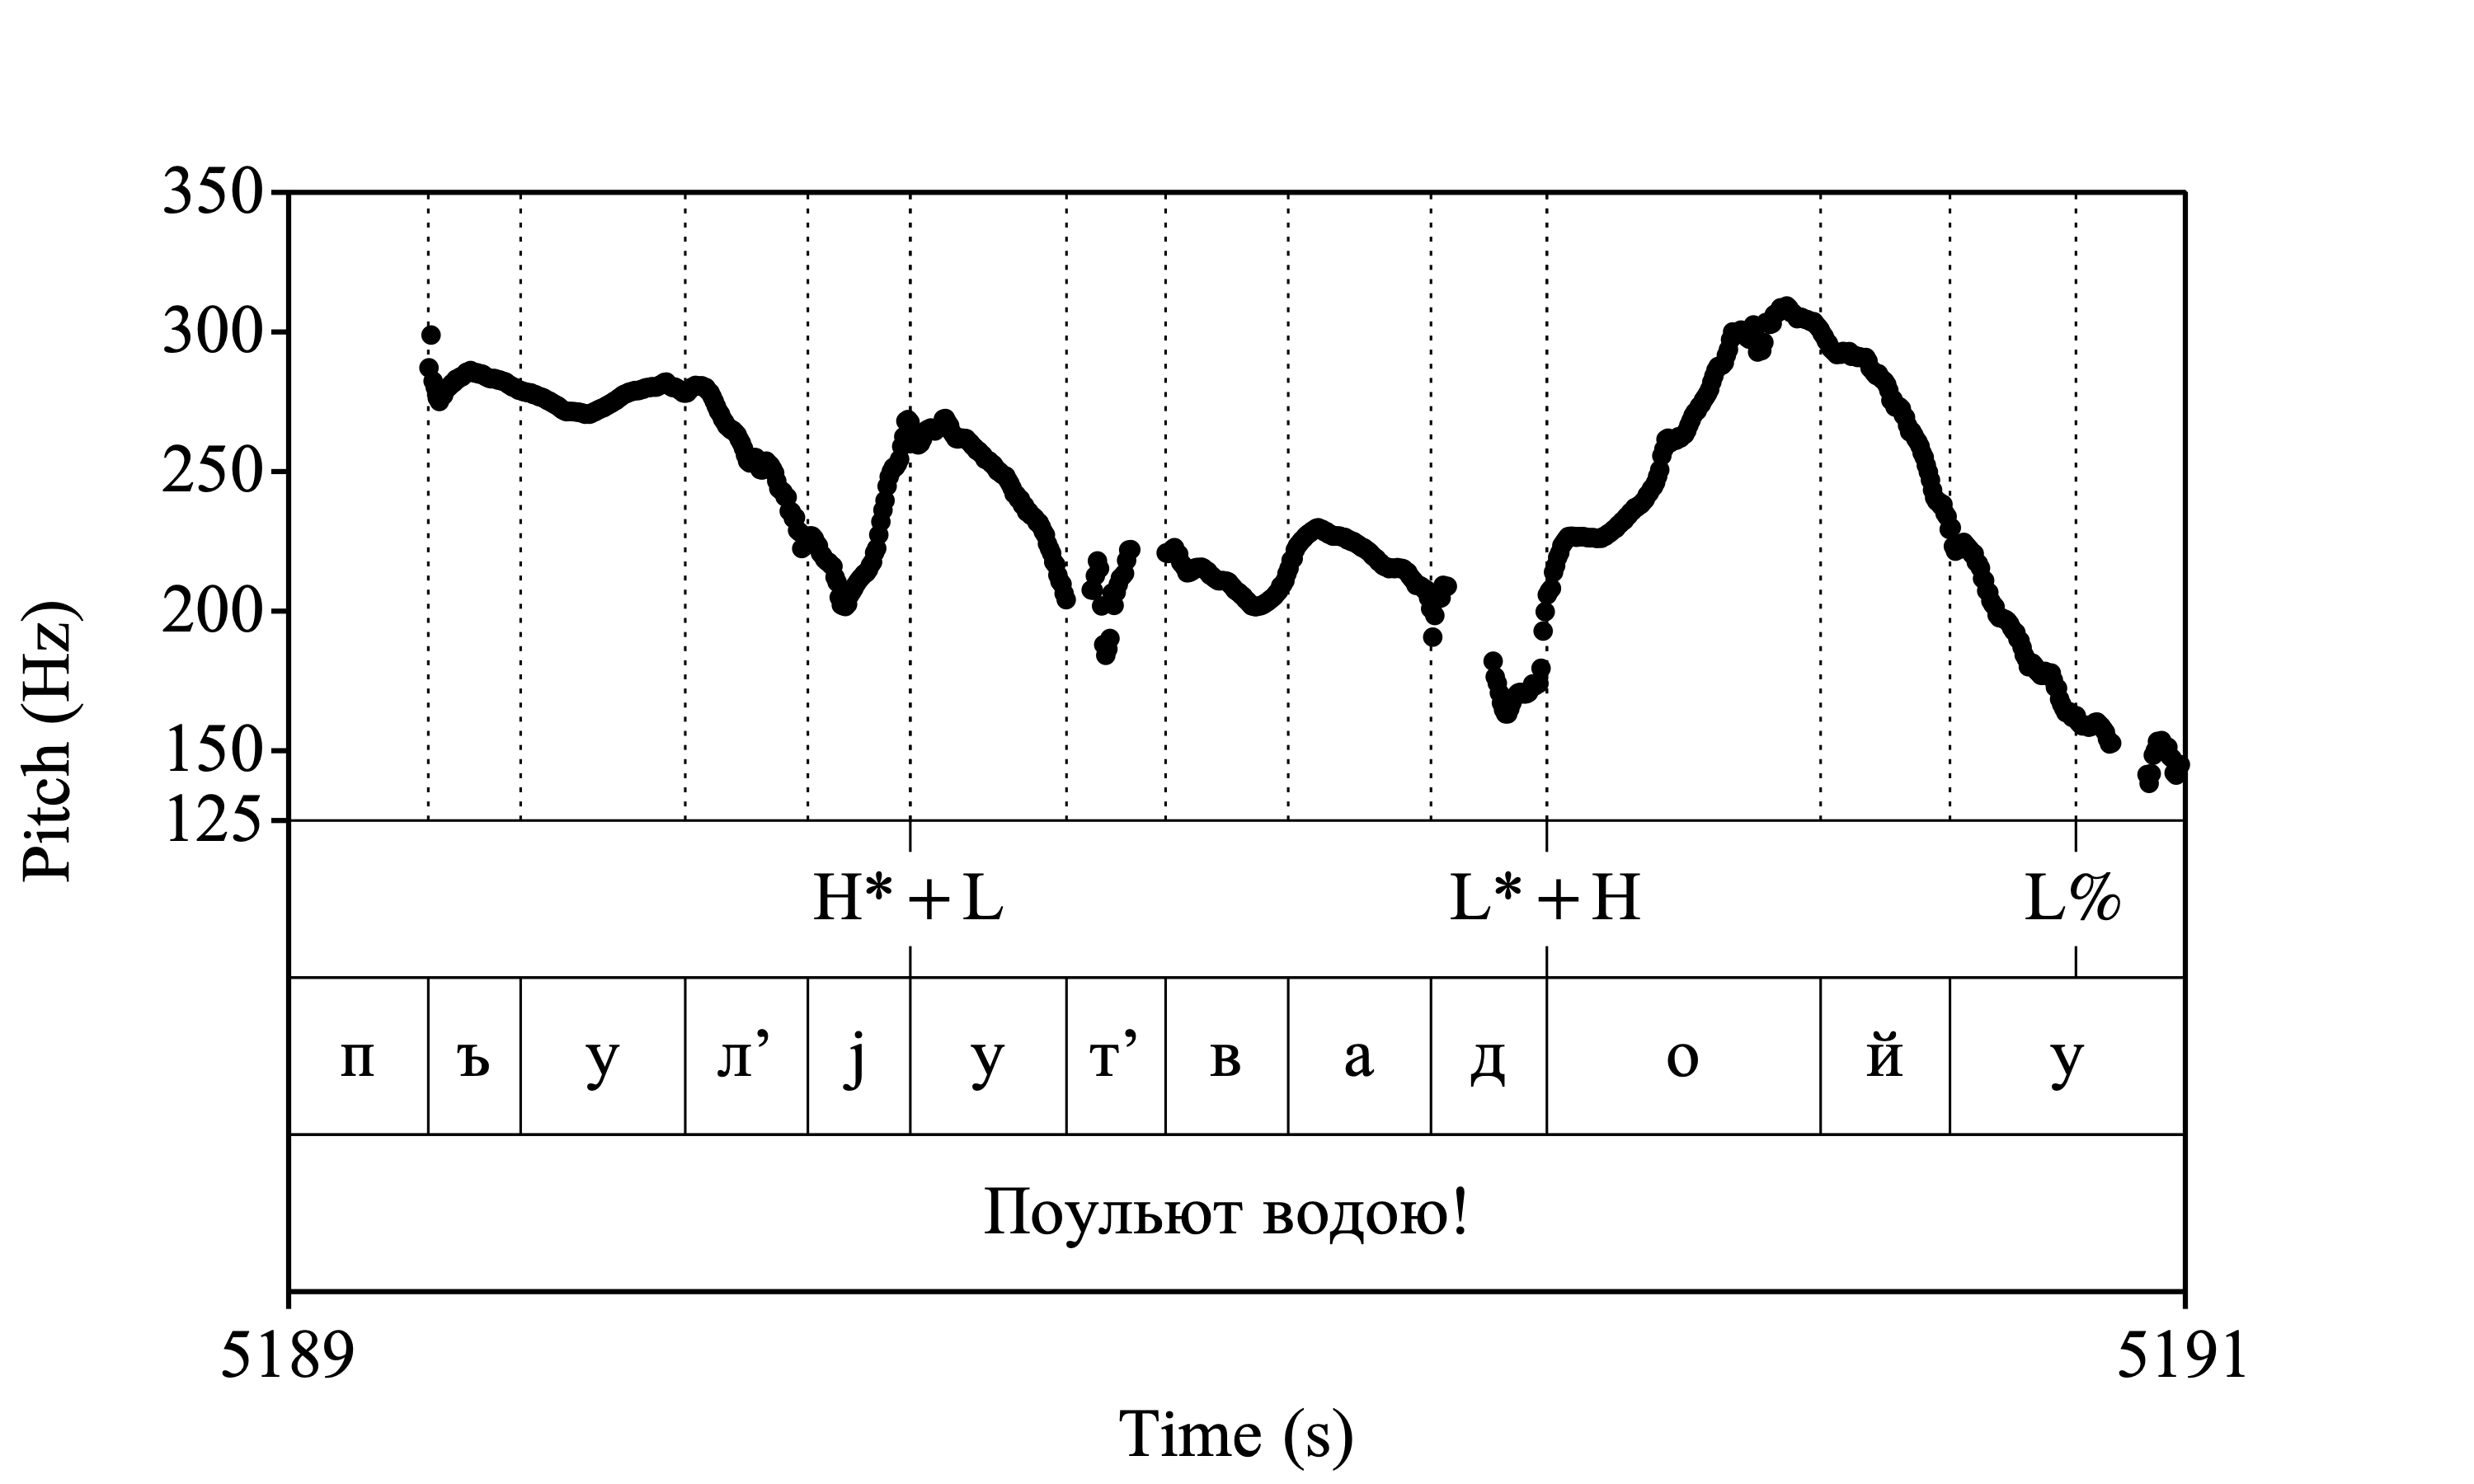 350
300
250
200
150
125
Pitch (Hz)
H*+L L*+H L%
п ъ у л’ j у т’ в а д о й у
Поульют водою!
5189 5191
Time (s)